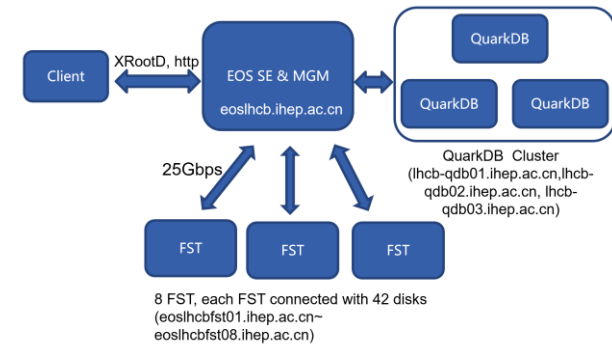 QuarkDB
XRootD, http
Client
EOS SE & MGM
eoslhcb.ihep.ac.cn
QuarkDB
QuarkDB
QuarkDB Cluster
(lhcb-qdb01.ihep.ac.cn,lhcb-
qdb02.ihep.ac.cn, lhcb-
qdb03.ihep.ac.cn)
25Gbps
FST
FST
FST
8 FST, each FST connected with 42 disks
(eoslhcbfst01.ihep.ac.cn~
eoslhcbfst08.ihep.ac.cn)